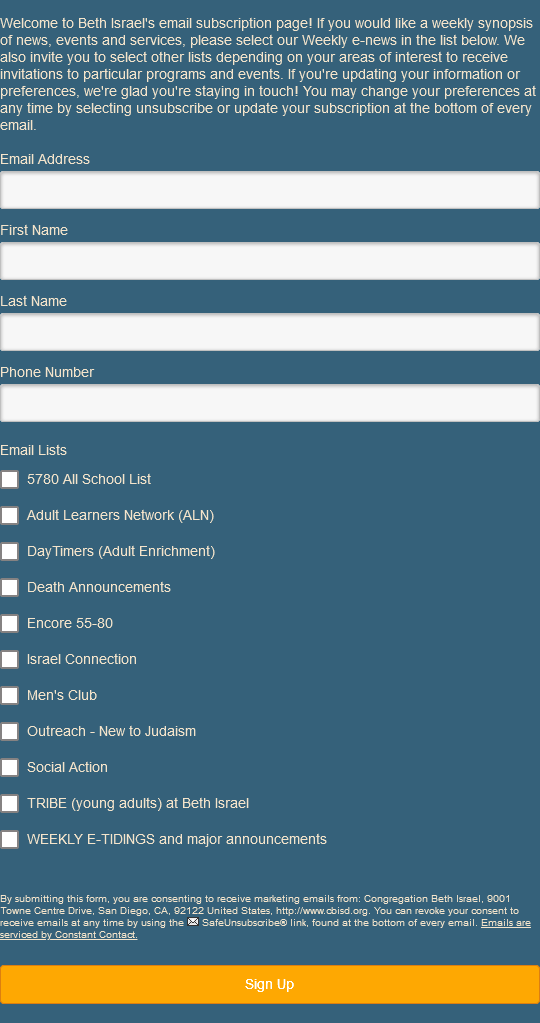 Welcome to Beth Israel's email subscription page! If you would like a weekly synopsis
of news, events and services, please select our Weekly e-news in the list below. We
also invite you to select other lists depending on your areas of interest to receive
invitations to particular programs and events. If you're updating your information or
preferences, we're glad you're staying in touch! You may change your preferences at
any time by selecting unsubscribe or update your subscription at the bottom of every
email.
Email Address
First Name
Last Name
Phone Number
Email Lists
5780 All School List
Adult Learners Network (ALN)
DayTimers (Adult Enrichment)
Death Announcements
Encore 55-80
Israel Connection
Men's Club
Outreach - New to Judaism
Social Action
TRIBE (young adults) at Beth Israel
WEEKLY E-TIDINGS and major announcements
By submitting this form, you are consenting to receive marketing emails from: Congregation Beth Israel, 9001
Towne Centre Drive, San Diego, CA, 92122 United States, http://www.cbisd.org. You can revoke your consent to
receive emails at any time by using the SafeUnsubscribe® link, found at the bottom of every email. Emails are
serviced by Constant Contact.
Sign Up